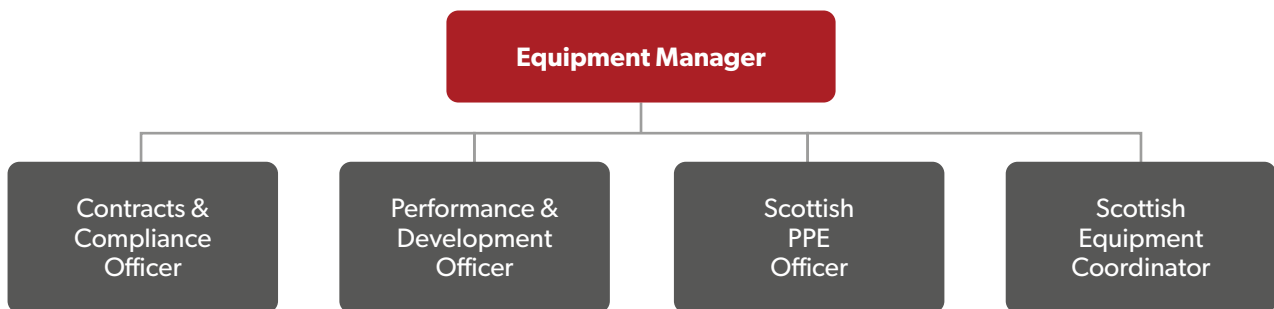 Equipment Manager
Contracts &
Compliance
Officer
Performance &
Development
Officer
Scottish
PPE
Officer
Scottish
Equipment
Coordinator